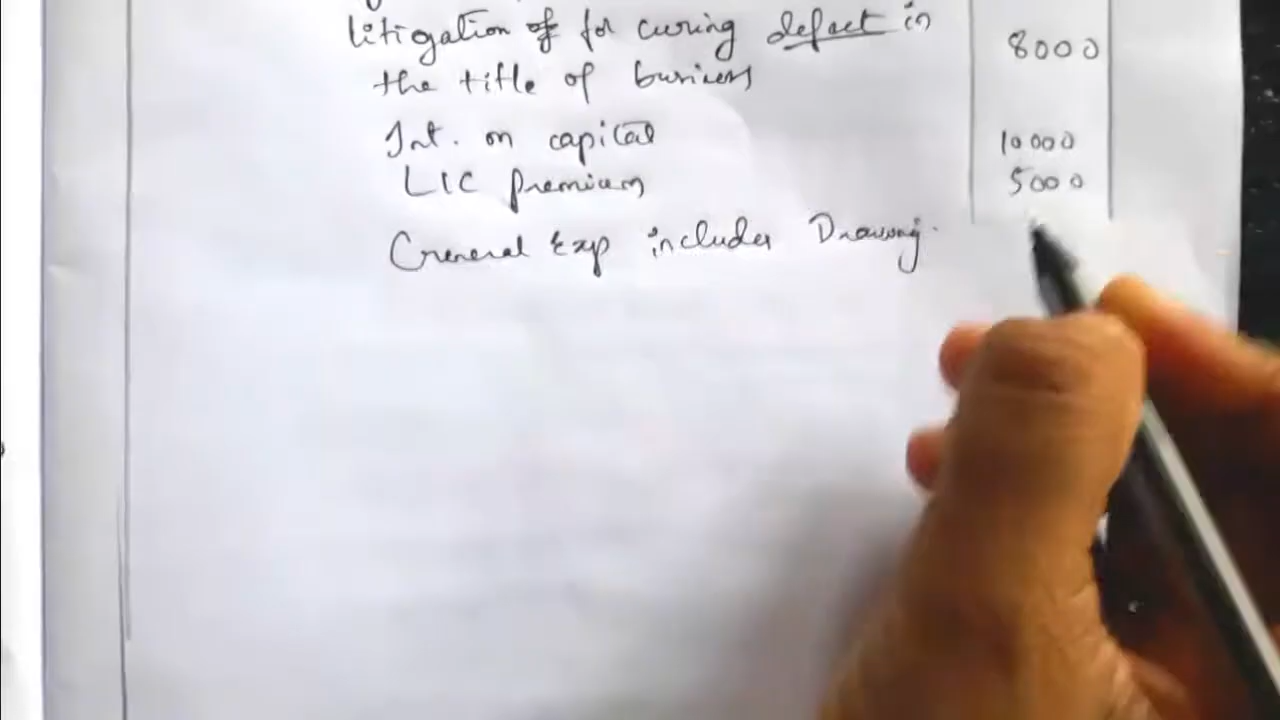 litigation of for curing defect in
the title of business 8000
Int. on capital 10000
LIC premium 5000
General Exp includes Drawing.